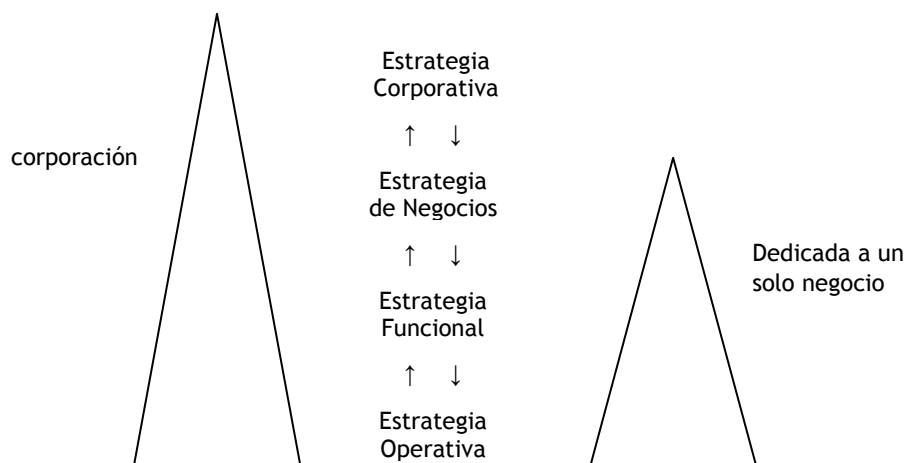 Estrategia
Corporativa
↑ ↓
corporación
Estrategia
de Negocios
↑ ↓
Dedicada a un
solo negocio
Estrategia
Funcional
↑ ↓
Estrategia
Operativa